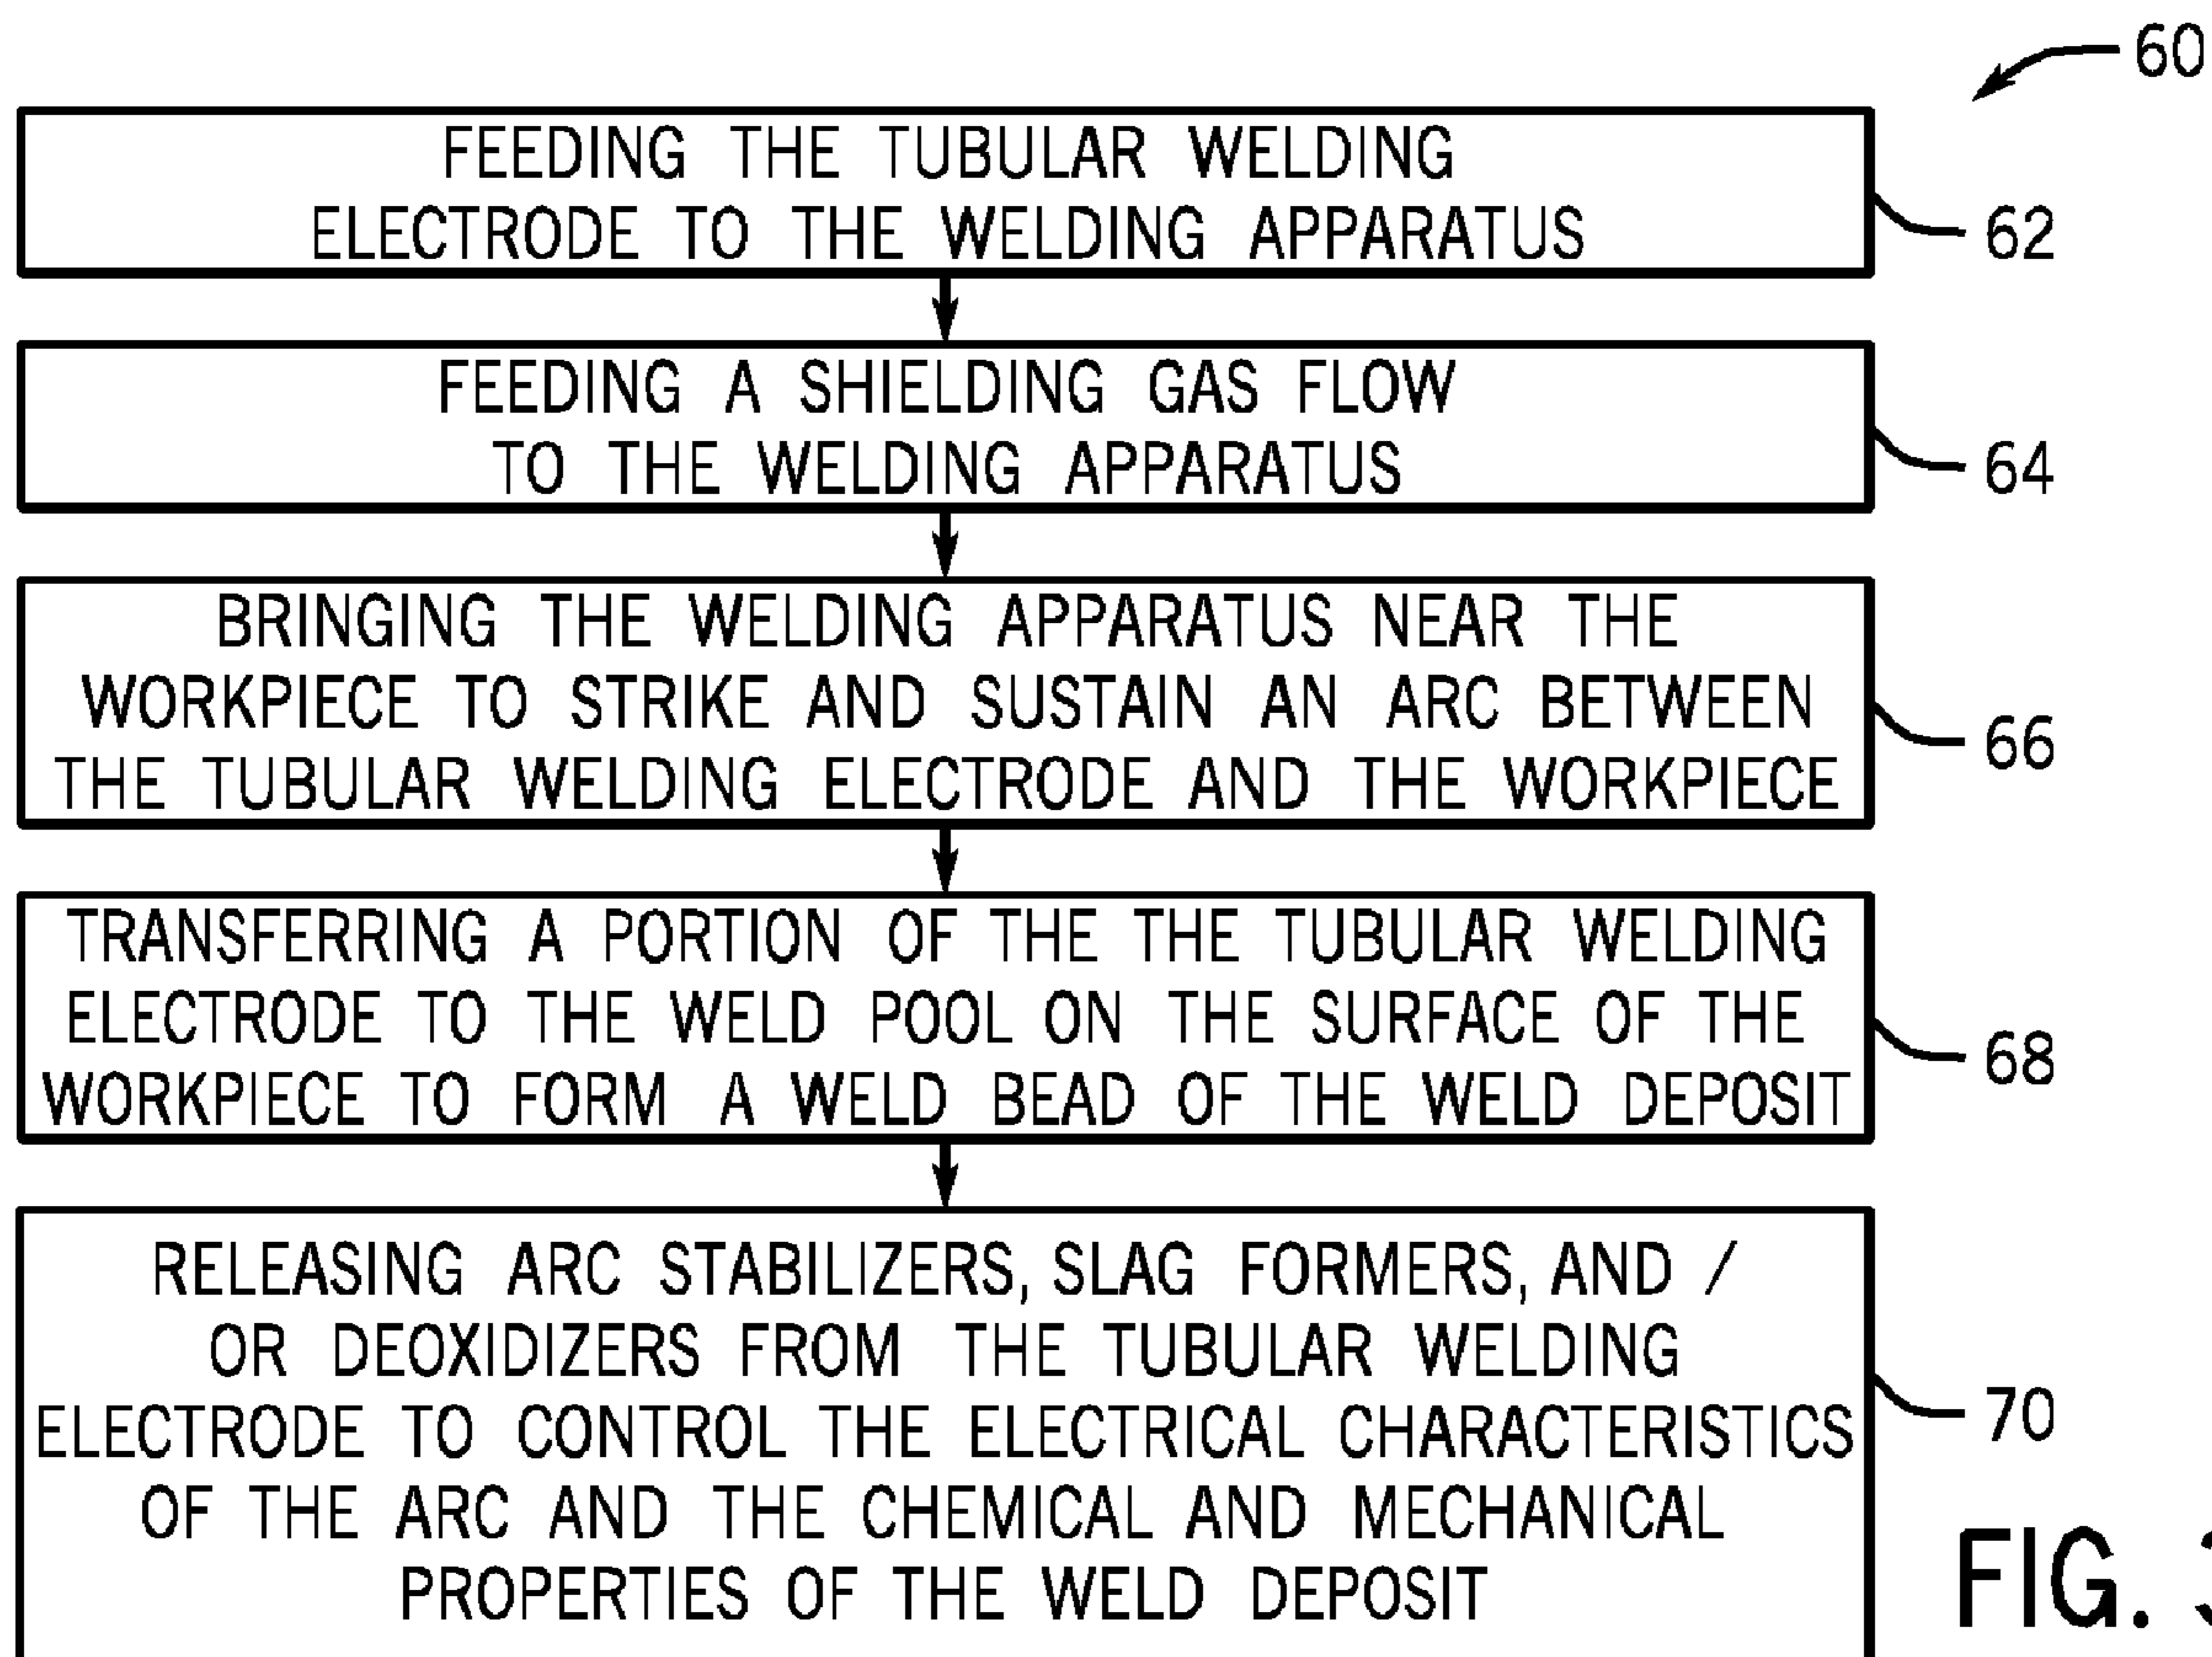 60
FEEDING THE TUBULAR WELDING
ELECTRODE TO THE WELDING APPARATUS
62
FEEDING A SHIELDING GAS FLOW
TO THE WELDING APPARATUS
64
BRINGING THE WELDING APPARATUS NEAR THE
WORKPIECE TO STRIKE AND SUSTAIN AN ARC BETWEEN
THE TUBULAR WELDING ELECTRODE AND THE WORKPIECE
66
TRANSFERRING A PORTION OF THE THE TUBULAR WELDING
ELECTRODE TO THE WELD POOL ON THE SURFACE OF THE
WORKPIECE TO FORM A WELD BEAD OF THE WELD DEPOSIT
68
RELEASING ARC STABILIZERS, SLAG FORMERS, AND /
OR DEOXIDIZERS FROM THE TUBULAR WELDING
ELECTRODE TO CONTROL THE ELECTRICAL CHARACTERISTICS
OF THE ARC AND THE CHEMICAL AND MECHANICAL
PROPERTIES OF THE WELD DEPOSIT
70
FIG.